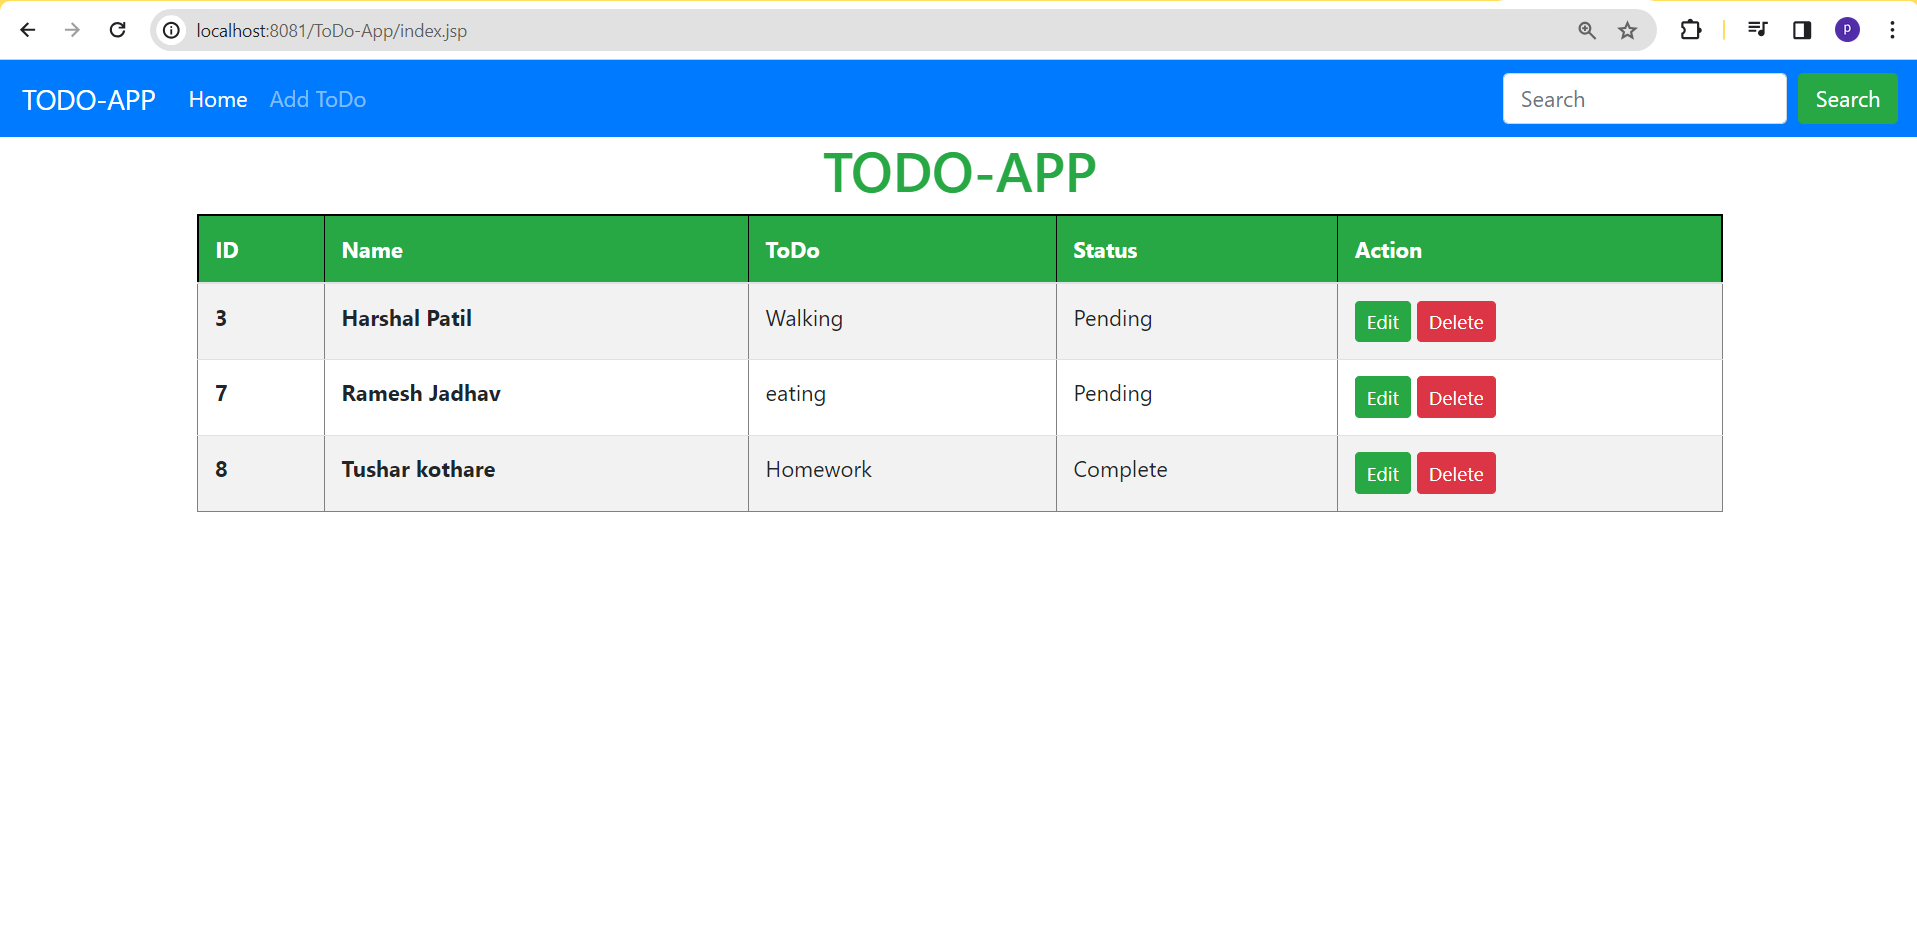 localhost:8081/ToDo-App/index.jsp
p
TODO-APP Home Add ToDo Search Search
TODO-APP
ID Name ToDo Status Action
3 Harshal Patil Walking Pending Edit Delete
7 Ramesh Jadhav eating Pending Edit Delete
8 Tushar kothare Homework Complete Edit Delete